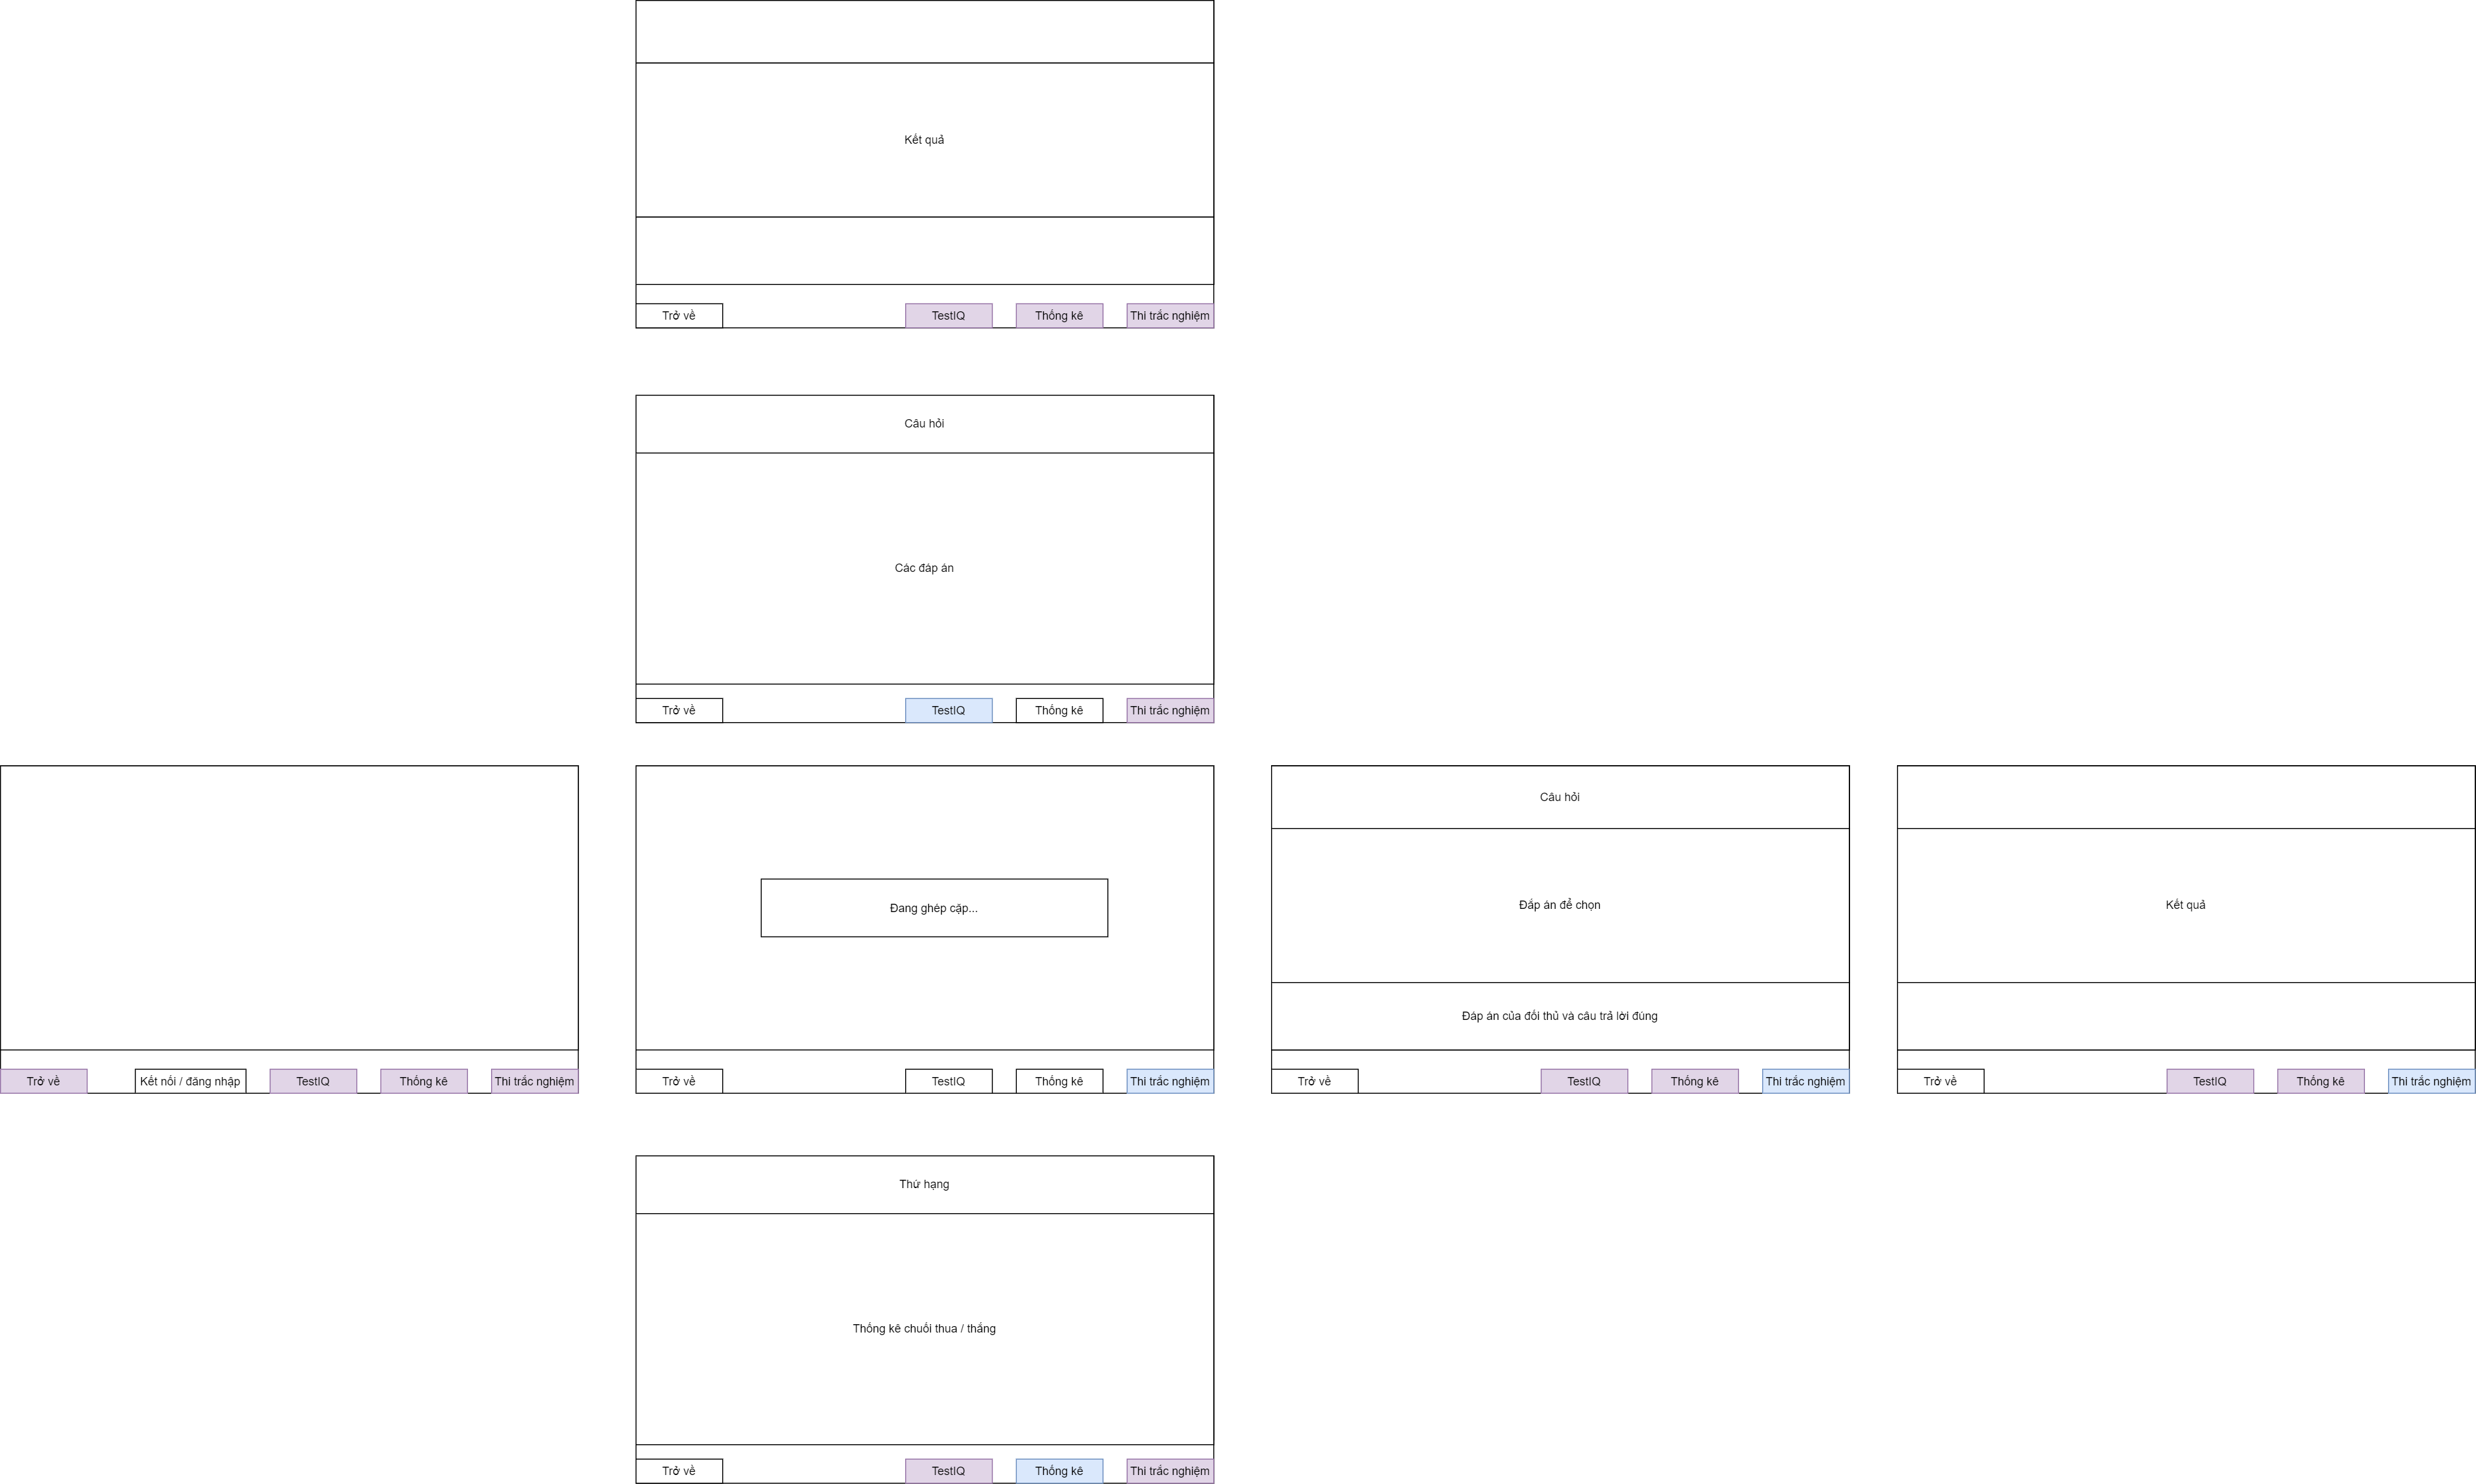 Kết quả
Trở về
TestIQ
Thống kê
Thi trắc nghiệm
Câu hỏi
Các đáp án
Trở về
TestIQ
Thống kê
Thi trắc nghiệm
Trở về
Kết nối / đăng nhập
TestIQ
Thống kê
Thi trắc nghiệm
Đang ghép cặp...
Trở về
TestIQ
Thống kê
Thi trắc nghiệm
Câu hỏi
Đáp án để chọn
Đáp án của đối thủ và câu trả lời đúng
Trở về
TestIQ
Thống kê
Thi trắc nghiệm
Kết quả
Trở về
TestIQ
Thống kê
Thi trắc nghiệm
Thứ hạng
Thống kê chuỗi thua / thắng
Trở về
TestIQ
Thống kê
Thi trắc nghiệm